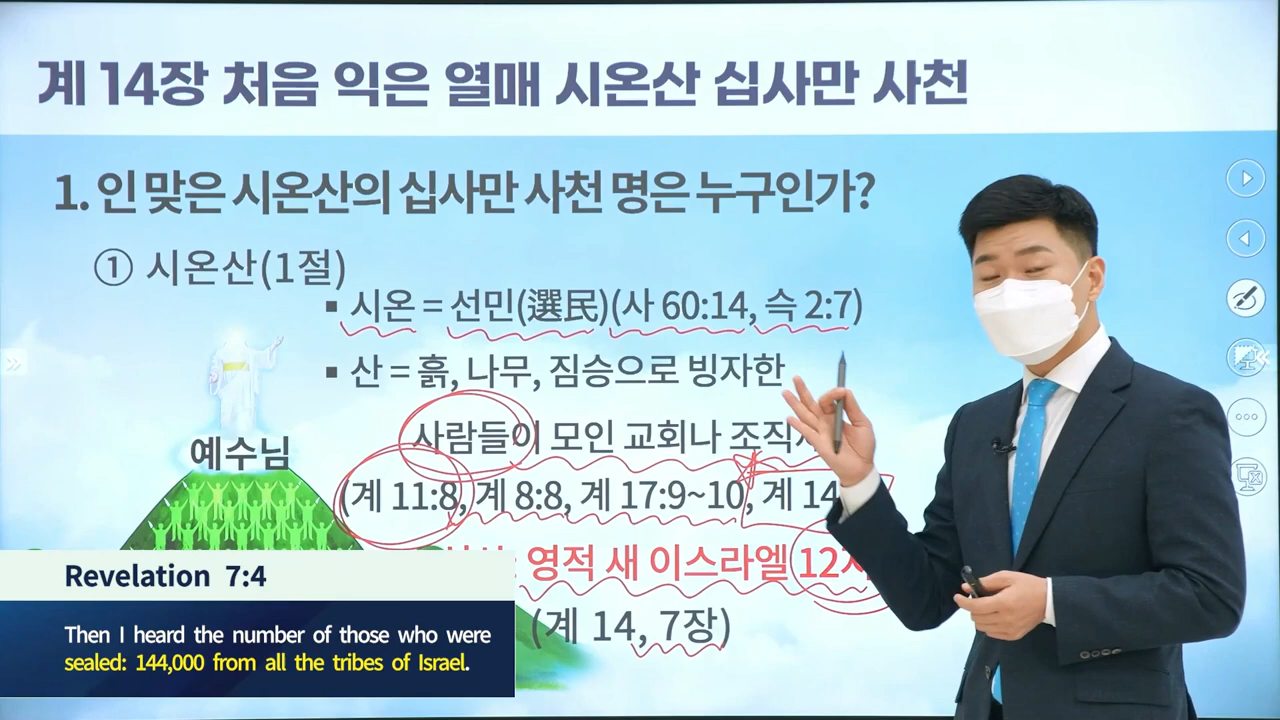 계 14장 처음 익은 열매 시온산 십사만 사천
1. 인 맞은 시온산의 십사만 사천 명은 누구인가?
① 시온산(1절)
▪ 시온 = 선민(選民)(사 60:14, 슥 2:7)
▪ 산 = 흙, 나무, 짐승으로 빙자한
사람들이 모인 교회나
(계 11:8, 계 8:8, 계 17:9~10, 계 14
영적 새 이스라엘
(계 14, 7장)
예수님
Revelation 7:4
Then I heard the number of those who were
sealed: 144,000 from all the tribes of Israel.